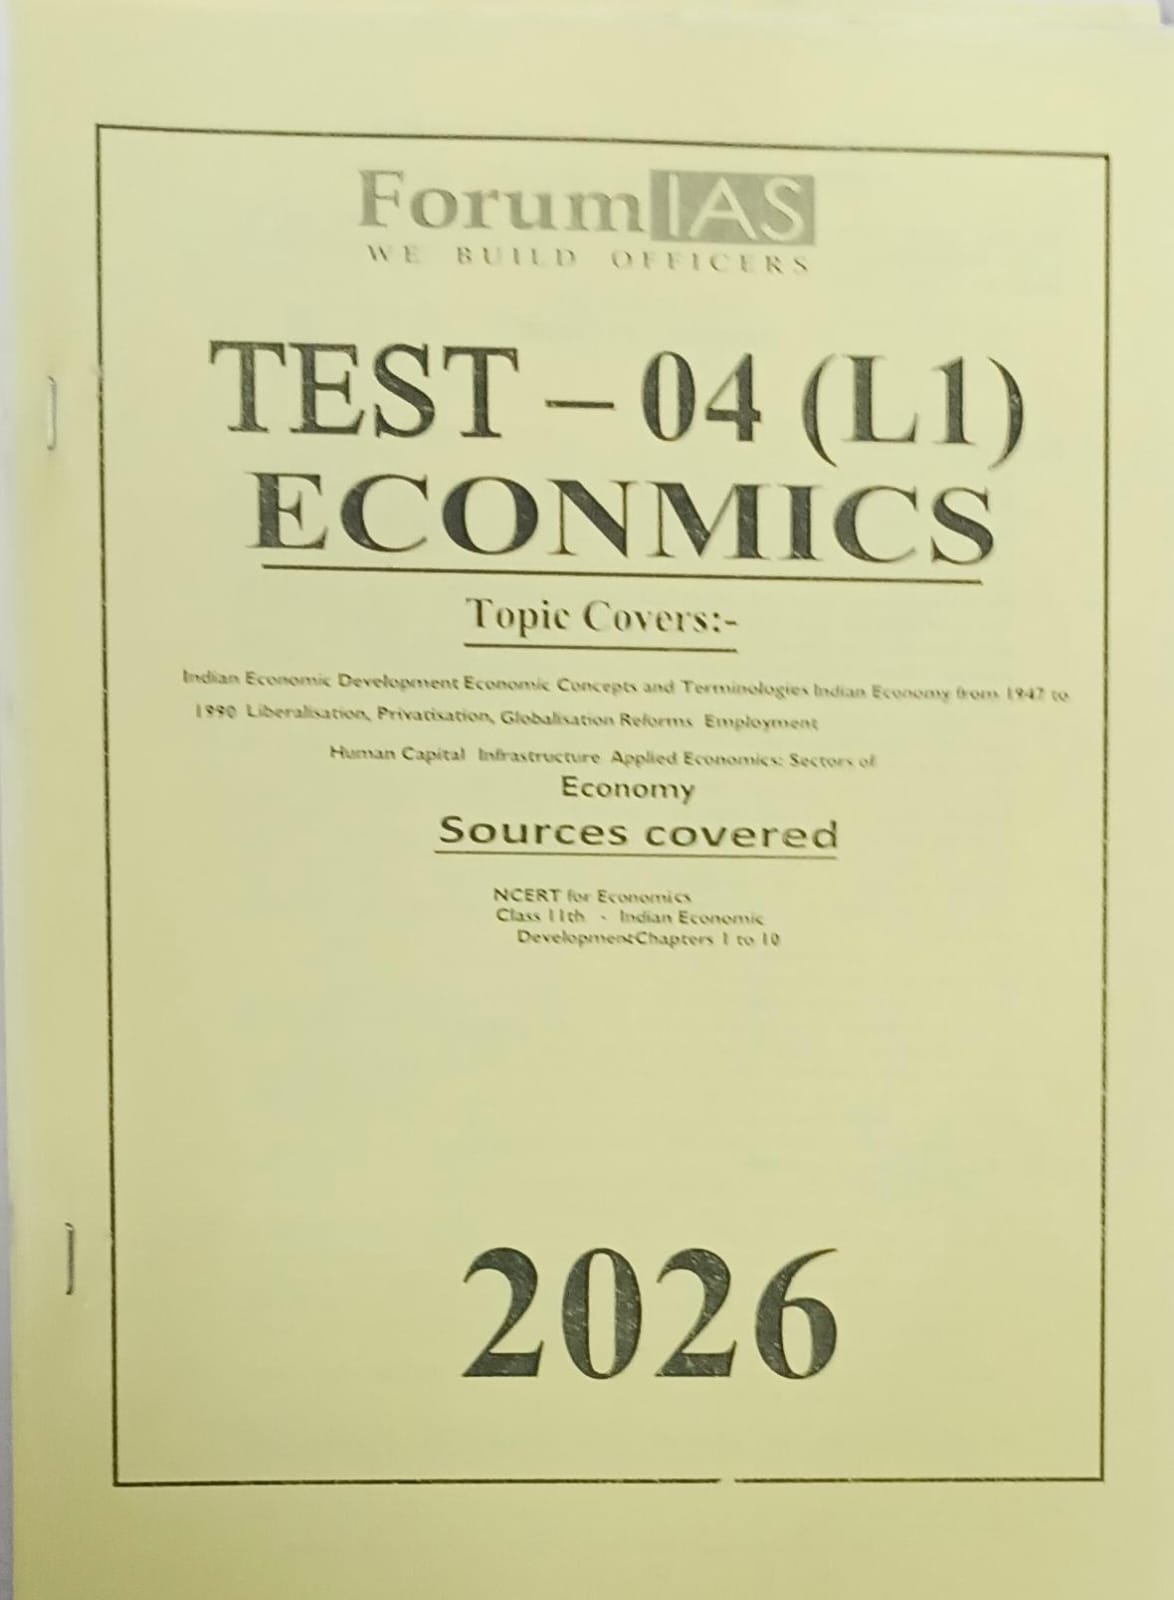 ForumIAS
WE BUILD OFFICERS
TEST – 04 (L1)
ECONMICS
Topic Covers:-
Indian Economic Development Economic Concepts and Terminologies Indian Economy from 1947 to
1990 Liberalisation, Privatisation, Globalisation Reforms Employment
Human Capital Infrastructure Applied Economics: Sectors of
Economy
Sources covered
NCERT for Economics
Class 11th - Indian Economic
DevelopmentChapters 1 to 10
2026